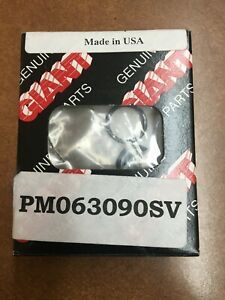 Made in USA
GENUINE
GIANT
PARTS
GENUINE
GIANT
PARTS
PM063090SV